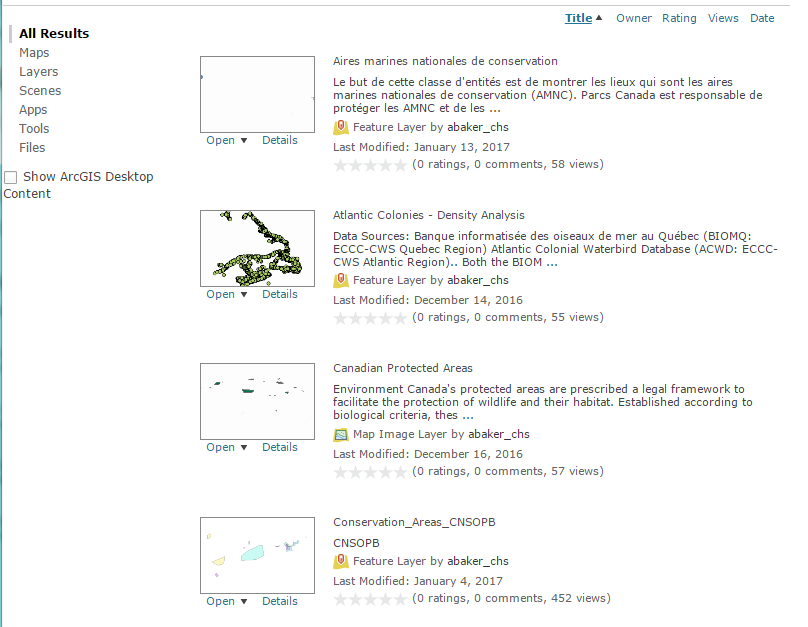 Title ▲ Owner Rating Views Date
All Results
Maps
Layers
Scenes
Apps
Tools
Files
Show ArcGIS Desktop
Content
Aires marines nationales de conservation
Le but de cette classe d'entités est de montrer les lieux qui sont les aires
marines nationales de conservation (AMNC). Parcs Canada est responsable de
protéger les AMNC et de les ...
Feature Layer by abaker_chs
Last Modified: January 13, 2017
(0 ratings, 0 comments, 58 views)
Open ▼ Details
Atlantic Colonies - Density Analysis
Data Sources: Banque informatisée des oiseaux de mer au Québec (BIOMQ:
ECCC-CWS Quebec Region) Atlantic Colonial Waterbird Database (ACWD: ECCC-
CWS Atlantic Region).. Both the BIOM ...
Feature Layer by abaker_chs
Last Modified: December 14, 2016
(0 ratings, 0 comments, 55 views)
Open ▼ Details
Canadian Protected Areas
Environment Canada's protected areas are prescribed a legal framework to
facilitate the protection of wildlife and their habitat. Established according to
biological criteria, thes ...
Map Image Layer by abaker_chs
Last Modified: December 16, 2016
(0 ratings, 0 comments, 57 views)
Open ▼ Details
Conservation_Areas_CNSOPB
CNSOPB
Feature Layer by abaker_chs
Last Modified: January 4, 2017
(0 ratings, 0 comments, 452 views)
Open ▼ Details